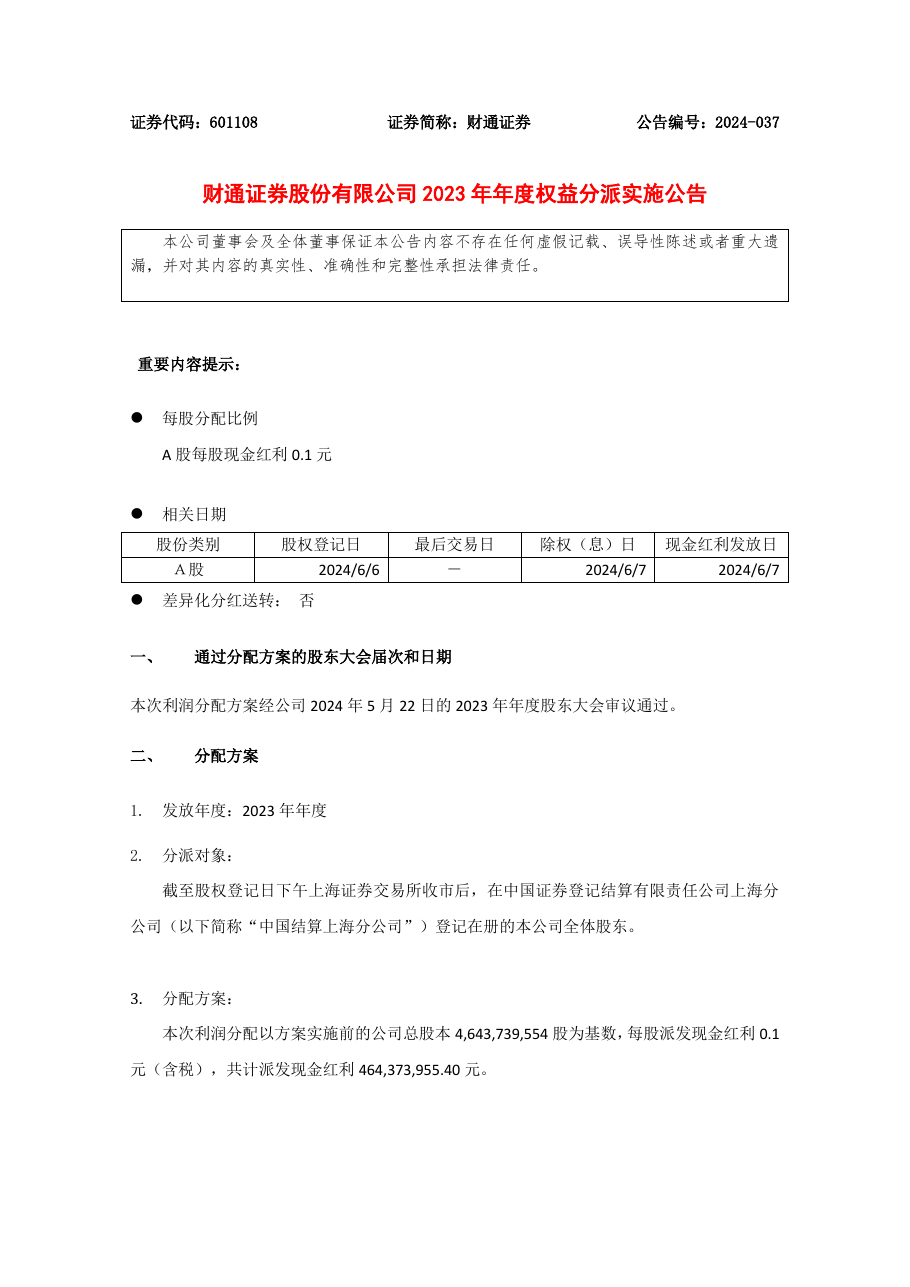 证券代码：601108 证券简称：财通证券 公告编号：2024-037
财通证券股份有限公司 2023 年年度权益分派实施公告
本公司董事会及全体董事保证本公告内容不存在任何虚假记载、误导性陈述或者重大遗
漏，并对其内容的真实性、准确性和完整性承担法律责任。
重要内容提示：
● 每股分配比例
A 股每股现金红利 0.1 元
● 相关日期
股份类别 股权登记日 最后交易日 除权（息）日 现金红利发放日
Ａ股 2024/6/6 － 2024/6/7 2024/6/7
● 差异化分红送转： 否
一、 通过分配方案的股东大会届次和日期
本次利润分配方案经公司 2024 年 5 月 22 日的 2023 年年度股东大会审议通过。
二、 分配方案
1. 发放年度：2023 年年度
2. 分派对象：
截至股权登记日下午上海证券交易所收市后，在中国证券登记结算有限责任公司上海分
公司（以下简称“中国结算上海分公司”）登记在册的本公司全体股东。
3. 分配方案：
本次利润分配以方案实施前的公司总股本 4,643,739,554 股为基数，每股派发现金红利 0.1
元（含税），共计派发现金红利 464,373,955.40 元。